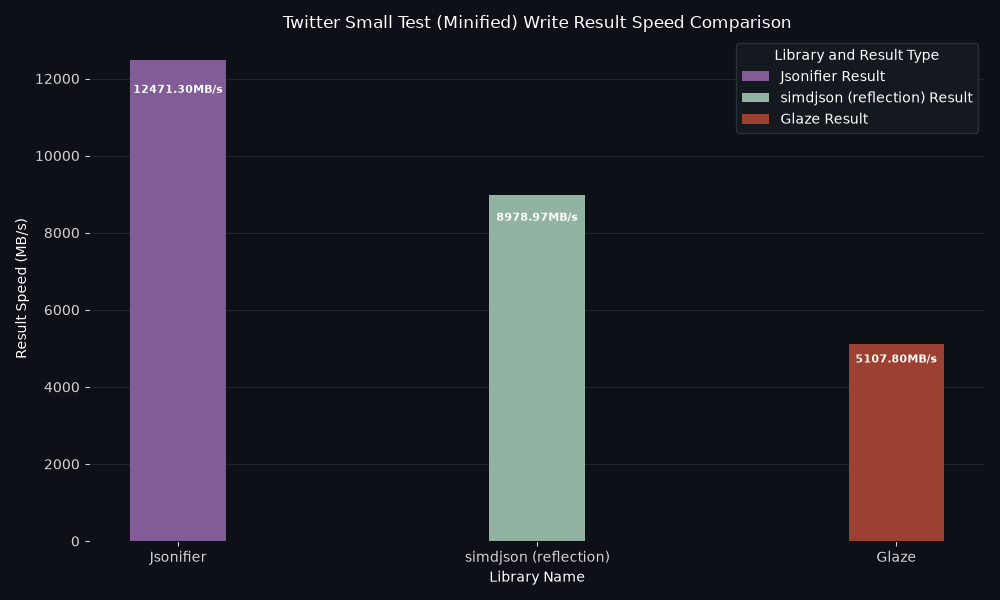 Twitter Small Test (Minified) Write Result Speed Comparison
Library and Result Type
Jsonifier Result
simdjson (reflection) Result
Glaze Result
Result Speed (MB/s)
12000
10000
8000
6000
4000
2000
0
12471.30MB/s
8978.97MB/s
5107.80MB/s
Jsonifier
simdjson (reflection)
Glaze
Library Name